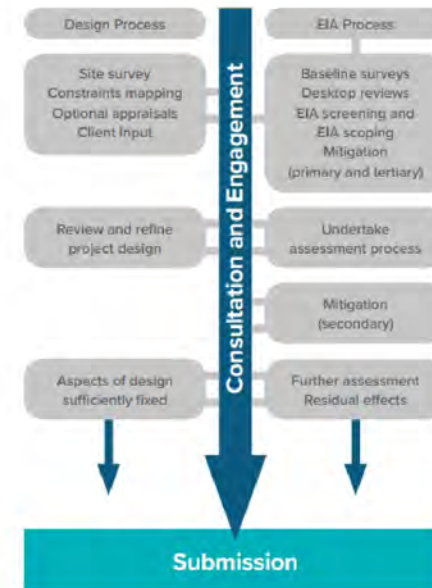 Design Process
EIA Process
Site survey
Constraints mapping
Optional appraisals
Client Input
Baseline surveys
Desktop reviews
EIA screening and
EIA scoping
Mitigation
(primary and tertiary)
Consultation and Engagement
Review and refine
project design
Undertake
assessment process
Mitigation
(secondary)
Aspects of design
sufficiently fixed
Further assessment
Residual effects
Submission